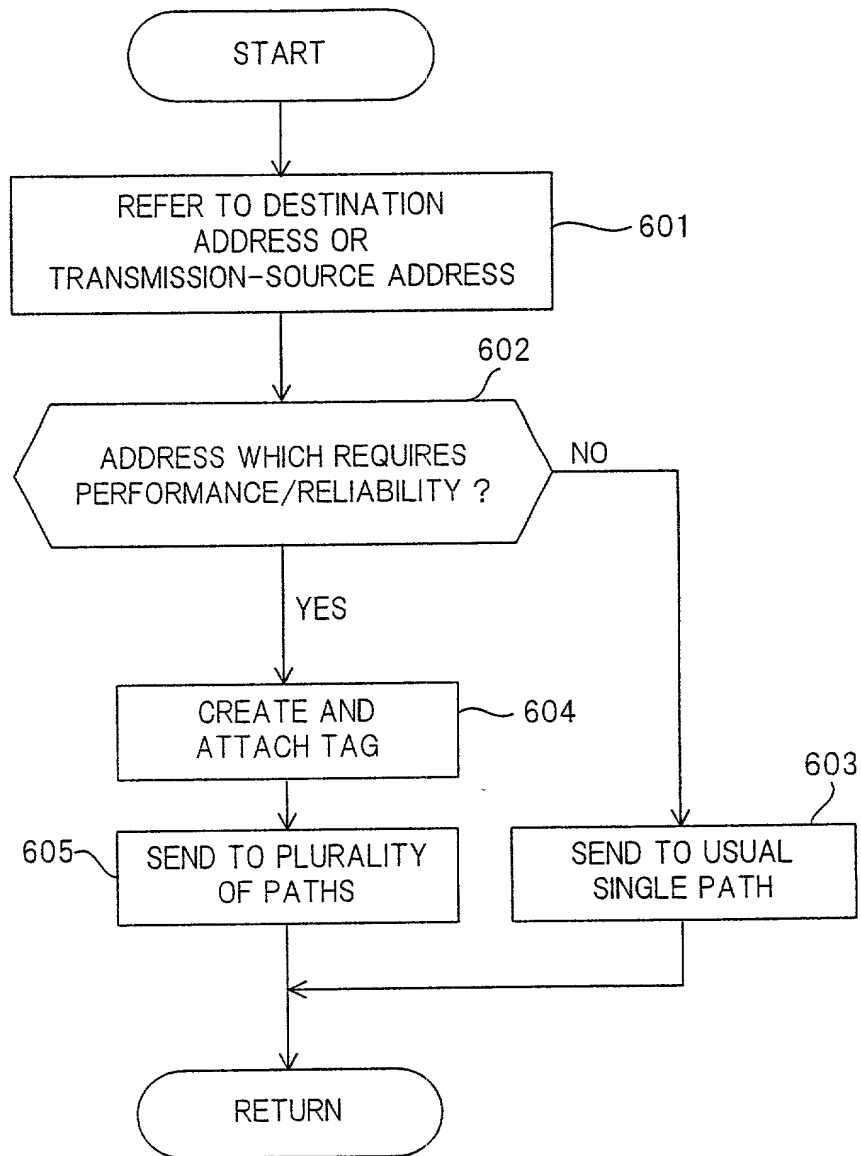 START
REFER TO DESTINATION
ADDRESS OR
TRANSMISSION-SOURCE ADDRESS
601
602
ADDRESS WHICH REQUIRES
PERFORMANCE/RELIABILITY ?
NO
YES
CREATE AND
ATTACH TAG
604
603
605
SEND TO PLURALITY
OF PATHS
SEND TO USUAL
SINGLE PATH
RETURN